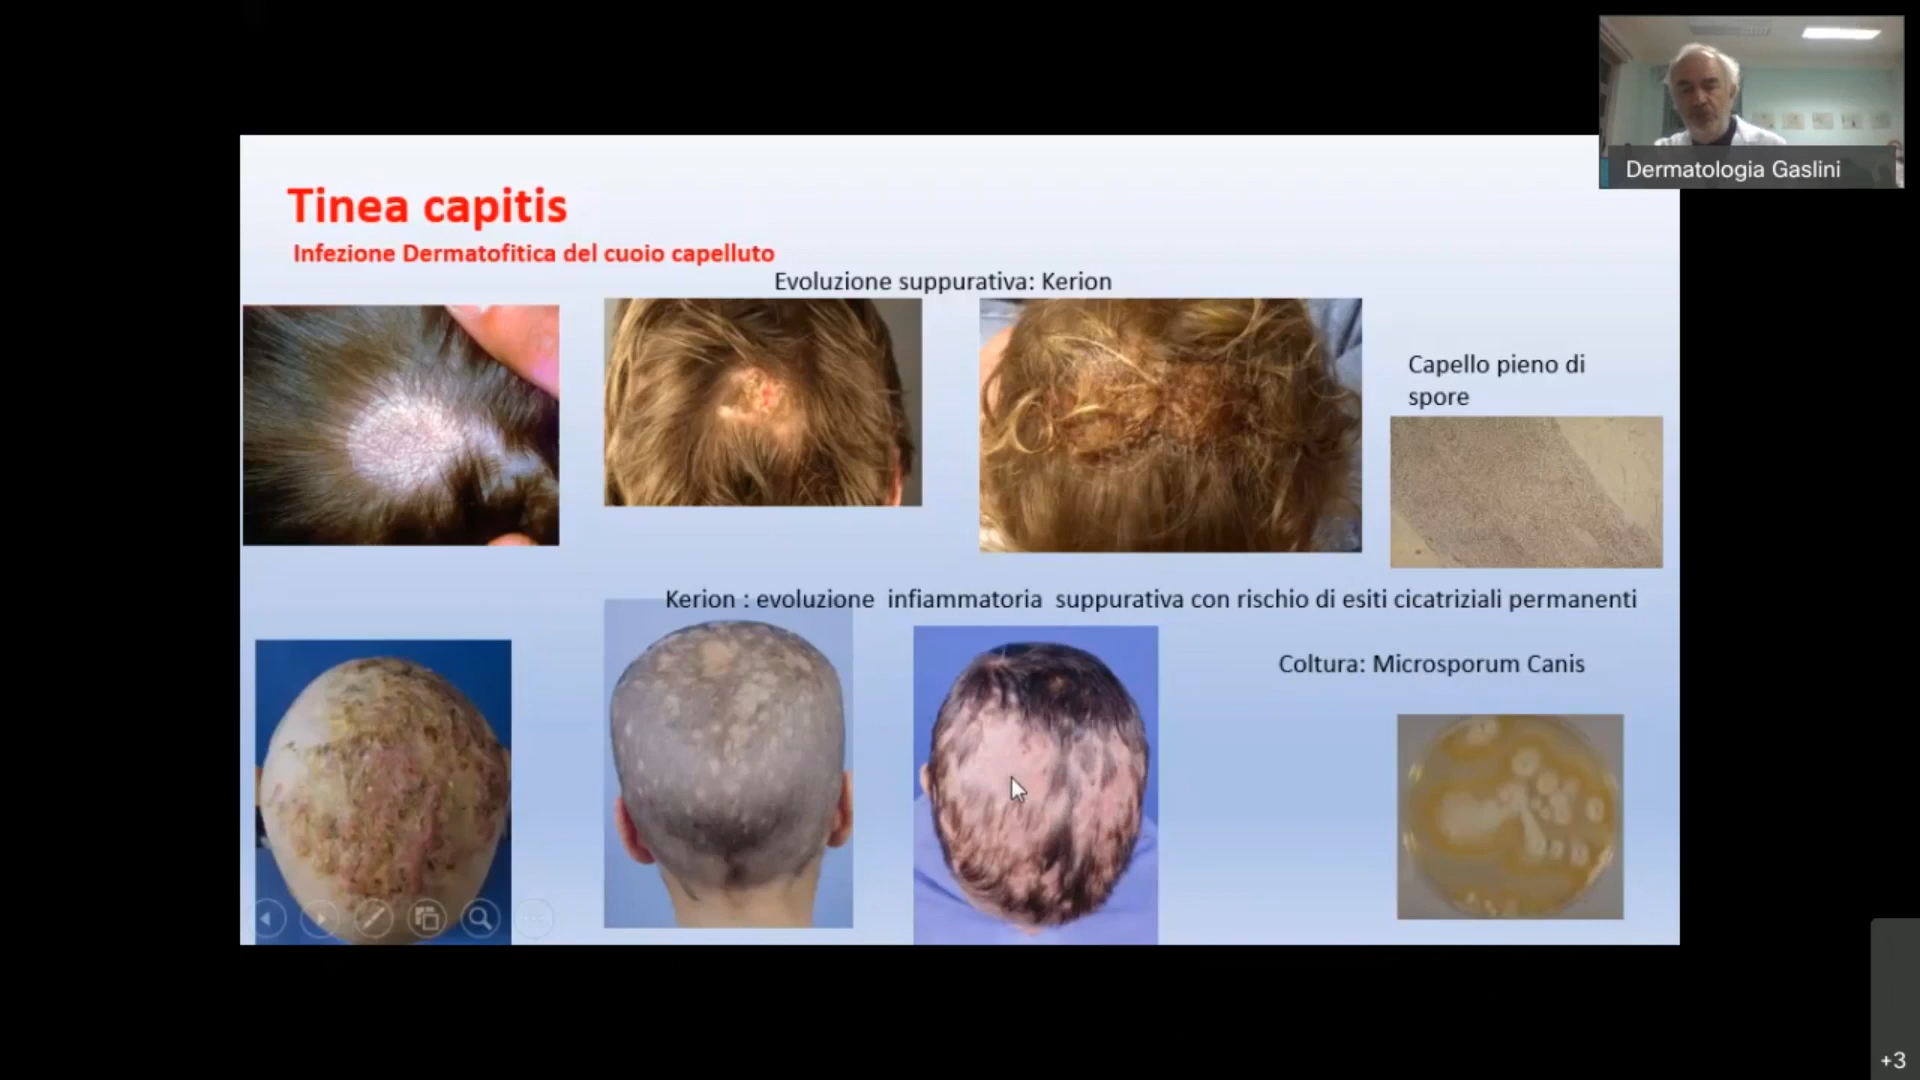 Dermatologia Gaslini
Tinea capitis
Infezione Dermatofitica del cuoio capelluto
Evoluzione suppurativa: Kerion
Capello pieno di
spore
Kerion : evoluzione infiammatoria suppurativa con rischio di esiti cicatriziali permanenti
Coltura: Microsporum Canis
+3